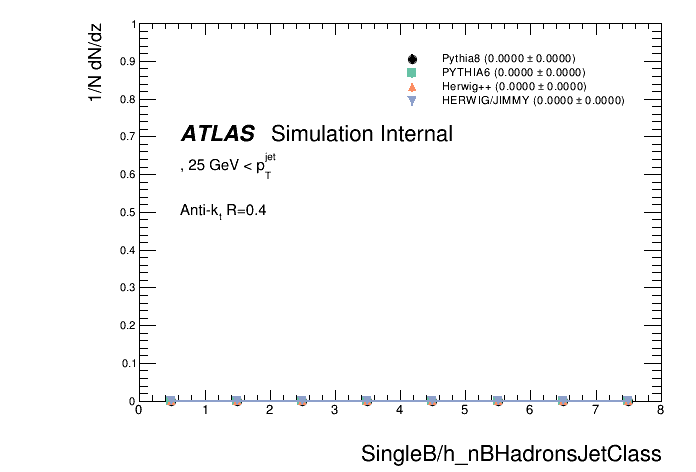 1/N dN/dz
1
0.9
0.8
0.7
0.6
0.5
0.4
0.3
0.2
0.1
0
Pythia8 (0.0000 ± 0.0000)
PYTHIA6 (0.0000 ± 0.0000)
Herwig++ (0.0000 ± 0.0000)
HERWIG/JIMMY (0.0000 ± 0.0000)
ATLAS Simulation Internal
, 25 GeV < p_T^jet
Anti-k_t R=0.4
0 1 2 3 4 5 6 7 8
SingleB/h_nBHadronsJetClass